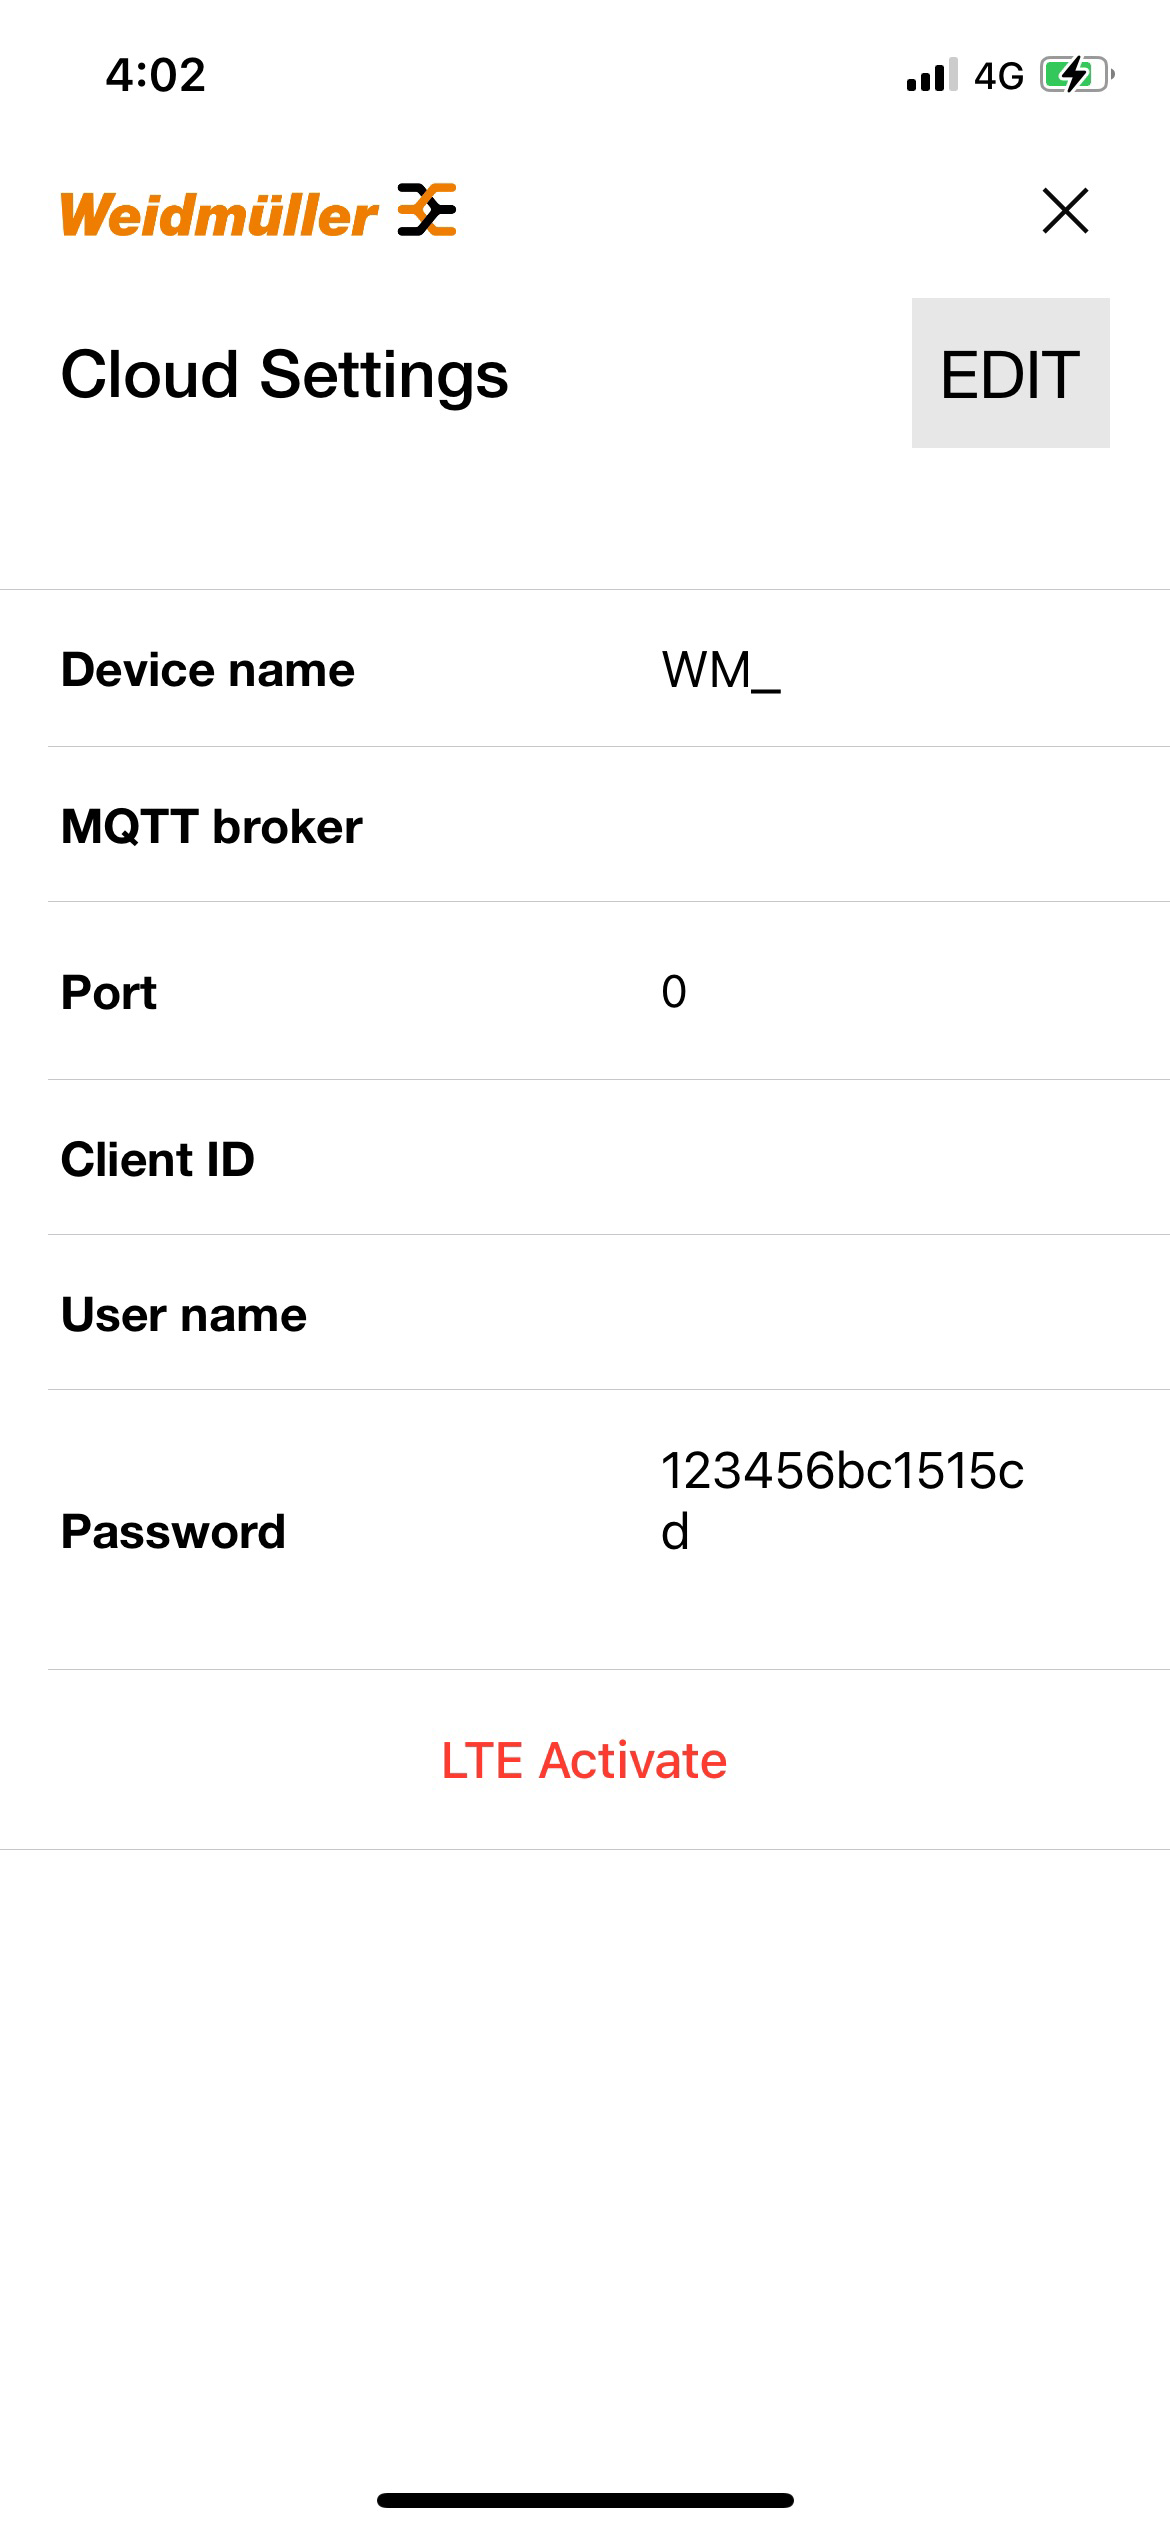 4:02 4G
Weidmüller
Cloud Settings EDIT
Device name WM_
MQTT broker
Port 0
Client ID
User name
Password 123456bc1515c
d
LTE Activate